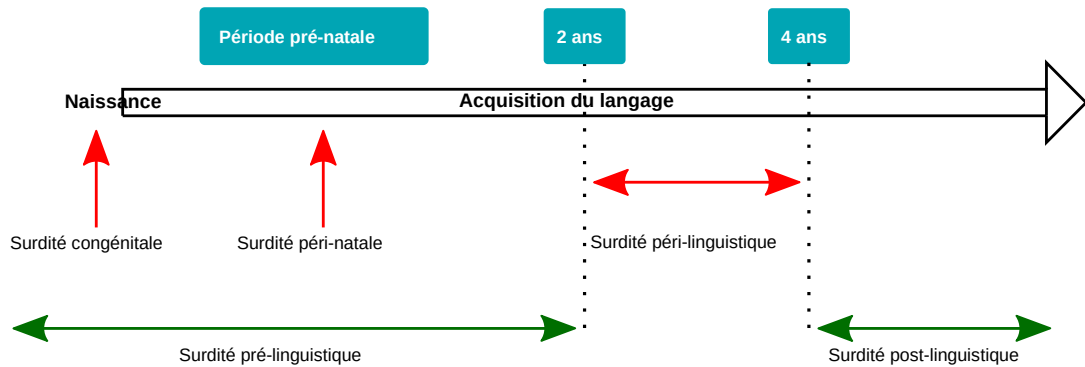 Période pré-natale
2 ans
4 ans
Naissance
Acquisition du langage
Surdité congénitale
Surdité péri-natale
Surdité péri-linguistique
Surdité pré-linguistique
Surdité post-linguistique